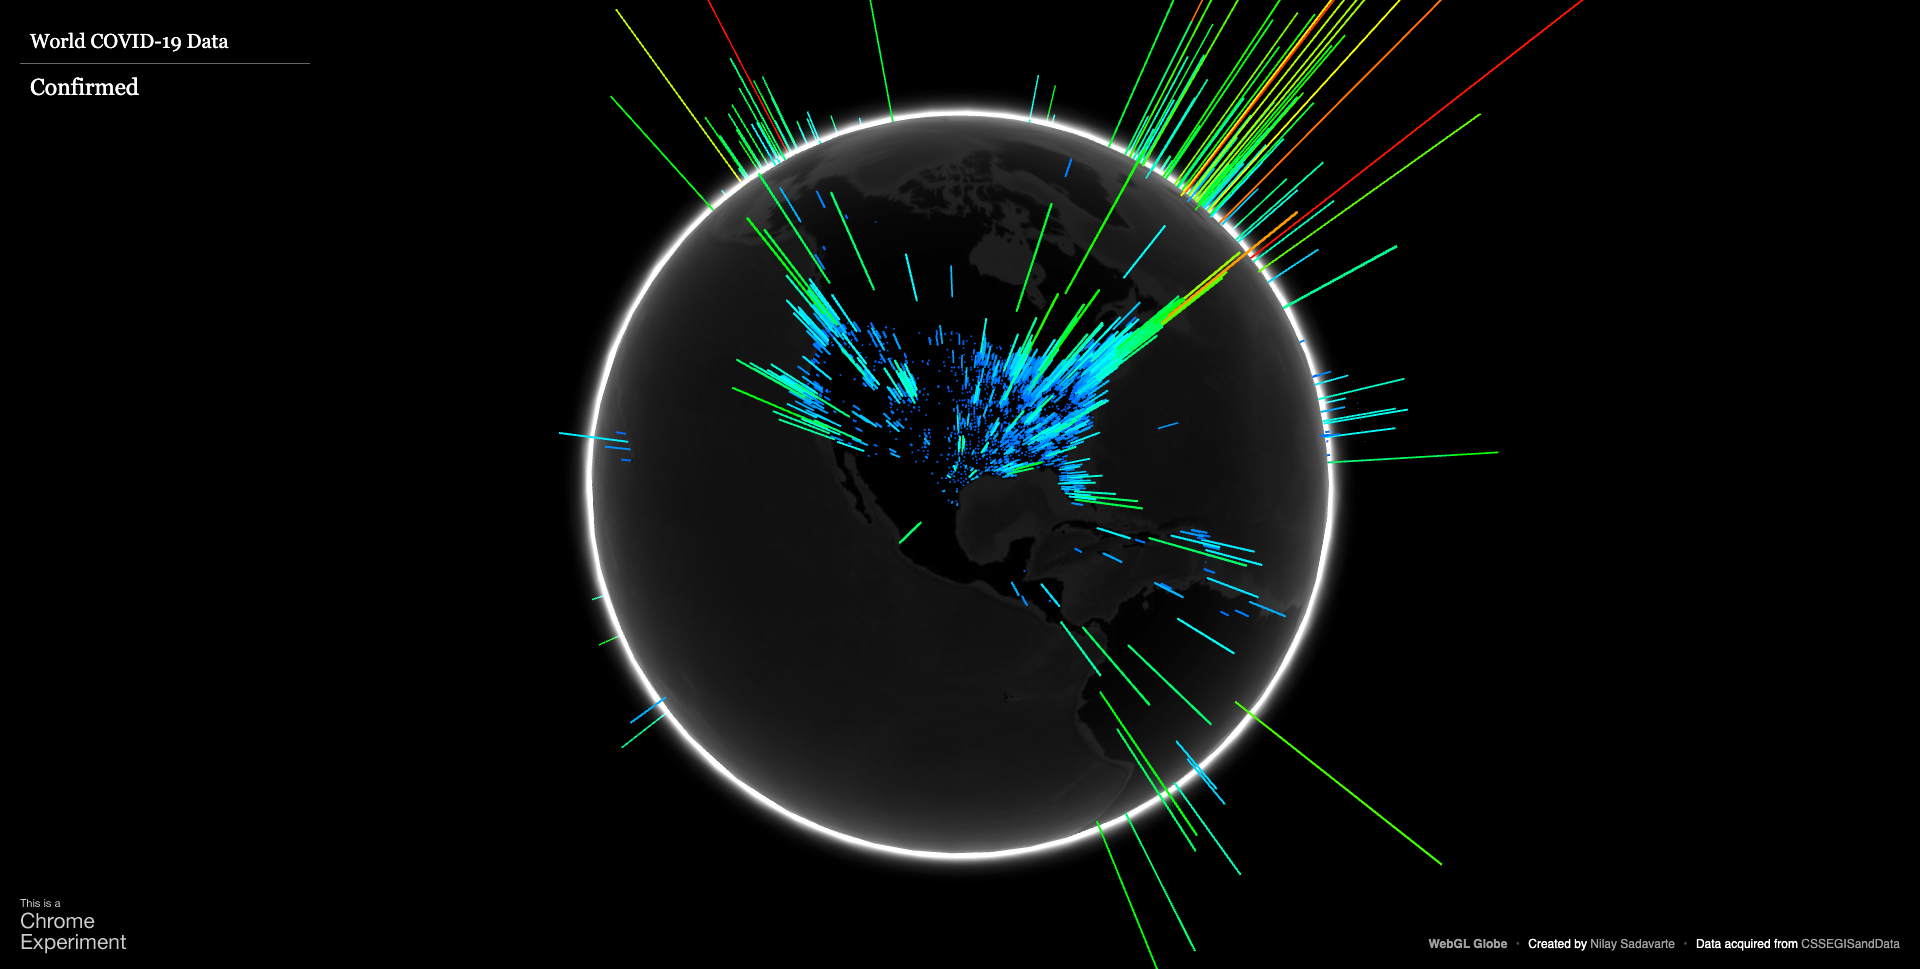 World COVID-19 Data
Confirmed
This is a
Chrome
Experiment
WebGL Globe · Created by Nilay Sadavarte · Data acquired from CSSEGISandData